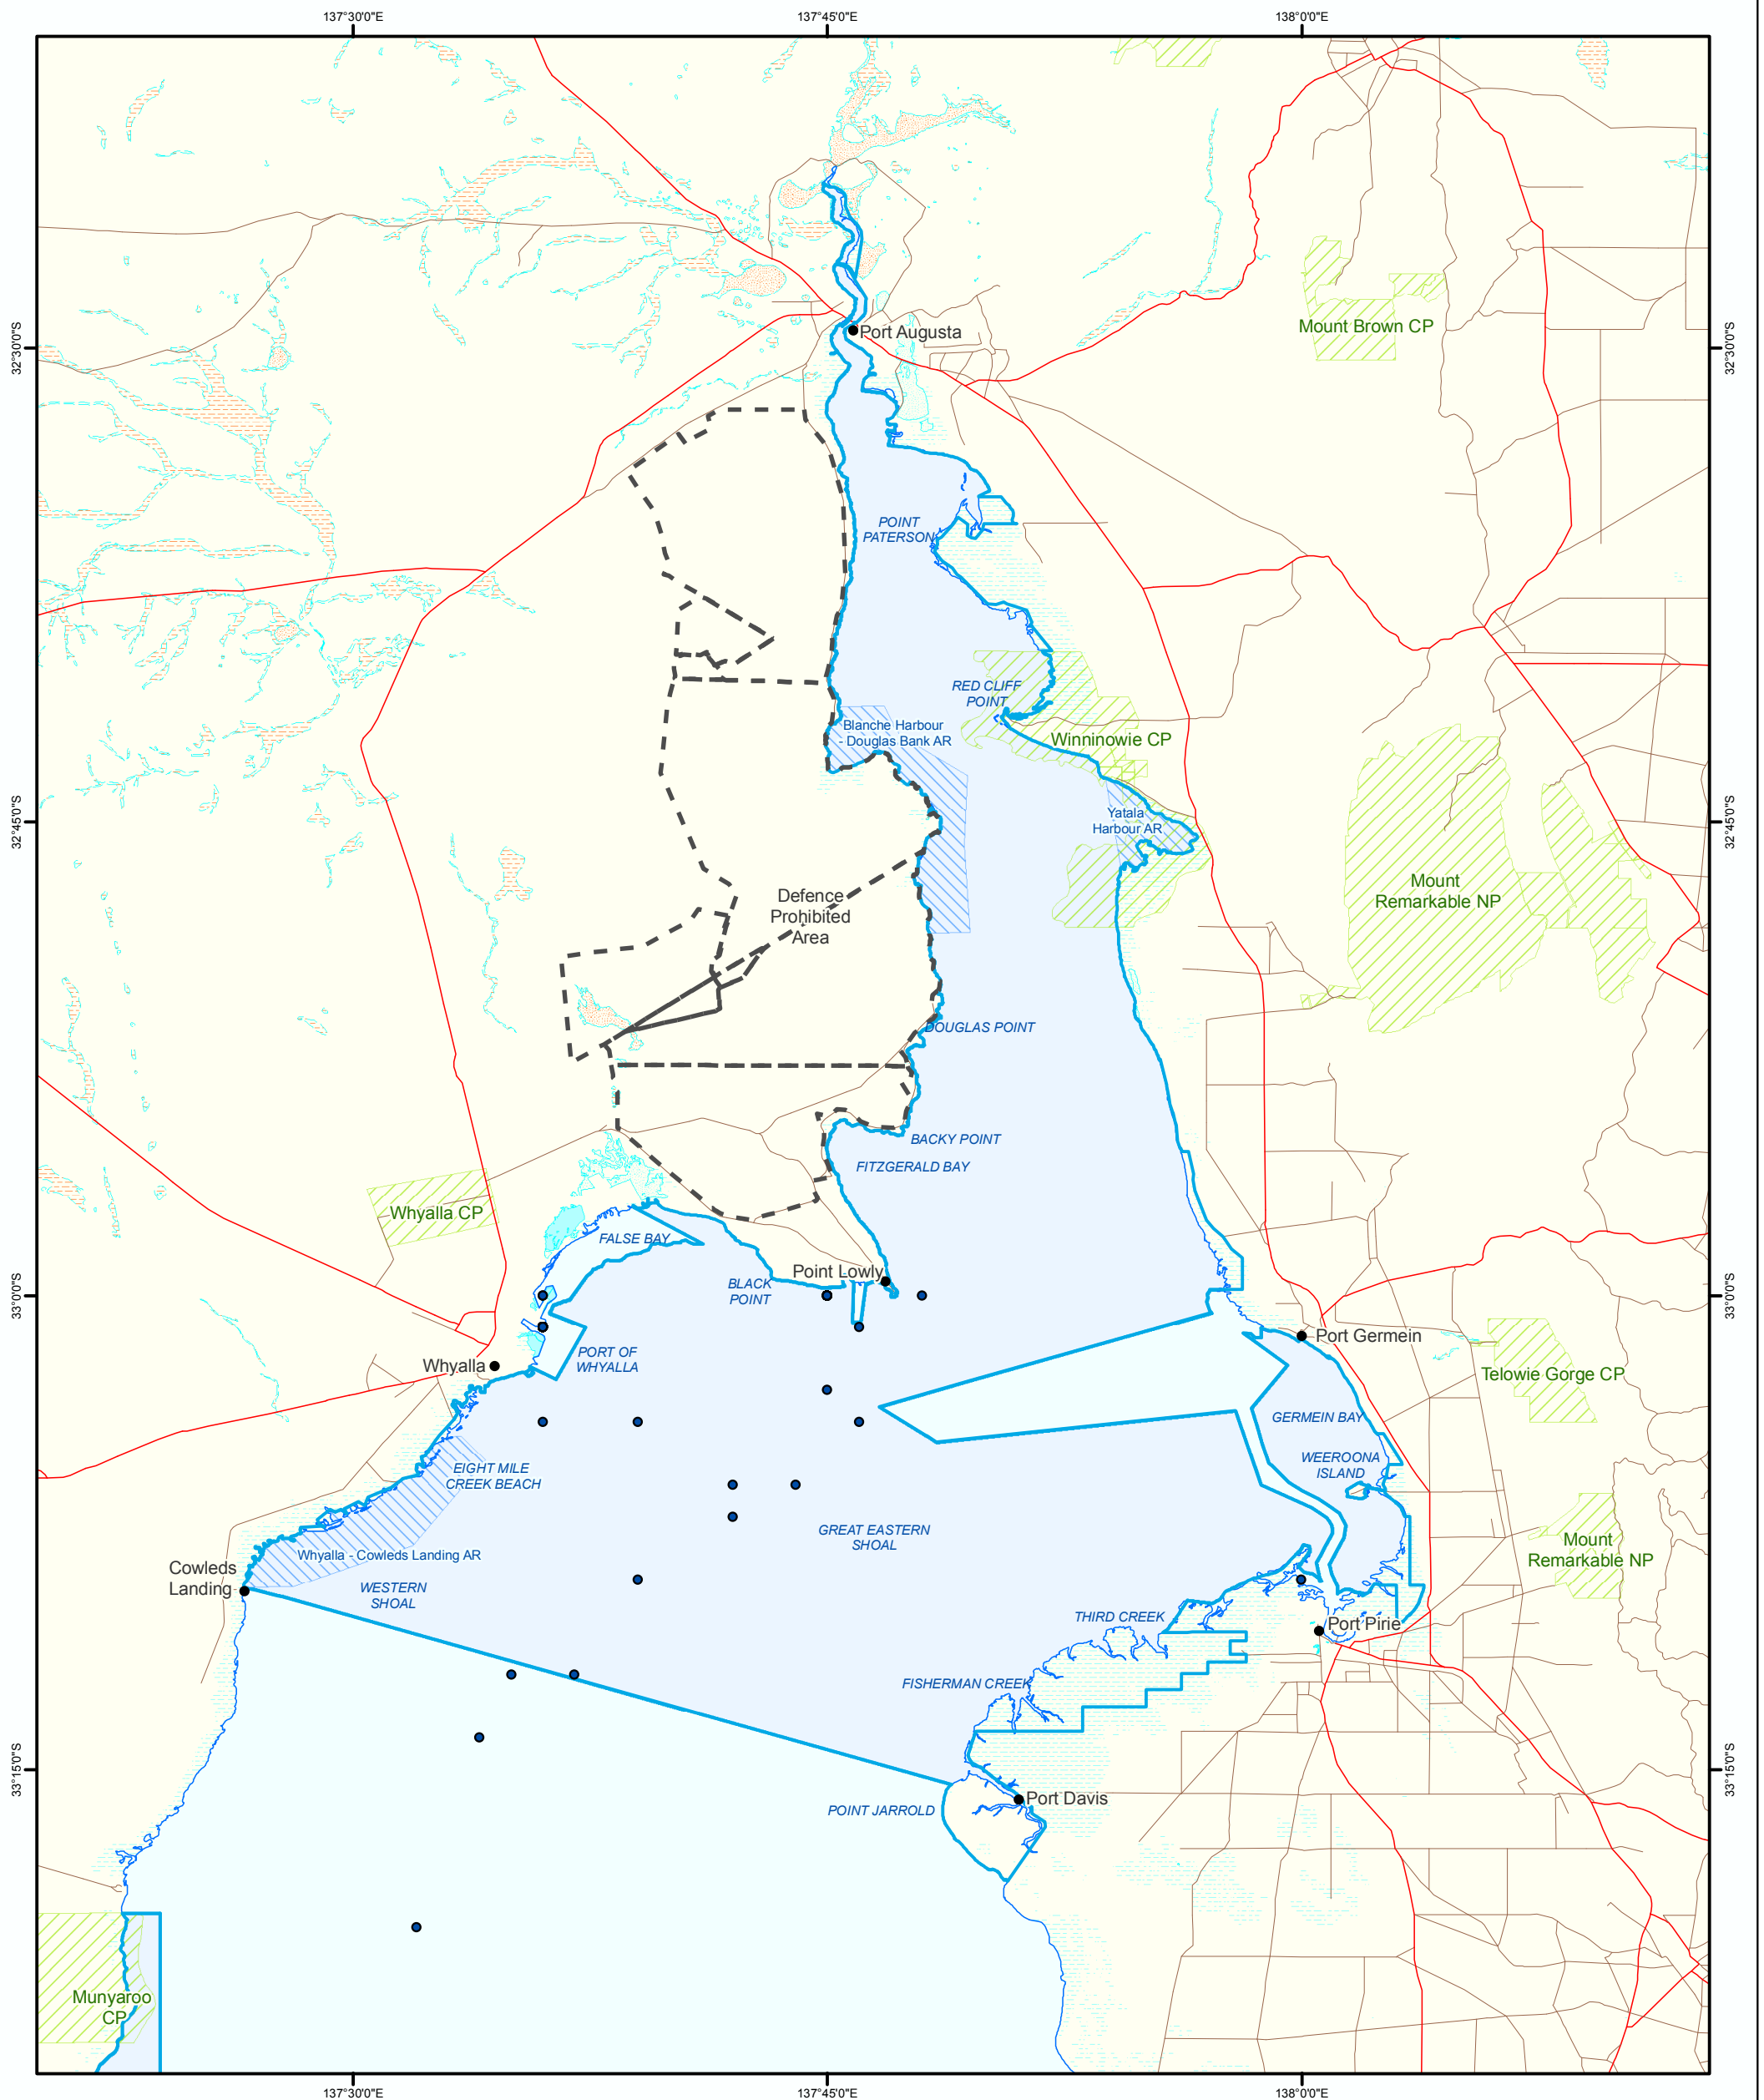 137°30'0"E
137°45'0"E
138°0'0"E
Port Augusta
Mount Brown CP
32°30'0"S
32°30'0"S
POINT
PATERSON
RED CLIFF
POINT
Blanche Harbour
- Douglas Bank AR
Winninowie CP
Yatala
Harbour AR
32°45'0"S
32°45'0"S
Mount
Remarkable NP
Defence
Prohibited
Area
DOUGLAS POINT
BACKY POINT
FITZGERALD BAY
Whyalla CP
FALSE BAY
Point Lowly
BLACK
POINT
33°0'0"S
33°0'0"S
Port Germein
PORT OF
WHYALLA
Whyalla
Telowie Gorge CP
GERMEIN BAY
WEEROONA
ISLAND
EIGHT MILE
CREEK BEACH
GREAT EASTERN
SHOAL
Mount
Remarkable NP
Whyalla - Cowleds Landing AR
Cowleds
Landing
WESTERN
SHOAL
THIRD CREEK
Port Pirie
FISHERMAN CREEK
33°15'0"S
33°15'0"S
Port Davis
POINT JARROLD
Munyaroo
CP
137°30'0"E
137°45'0"E
138°0'0"E